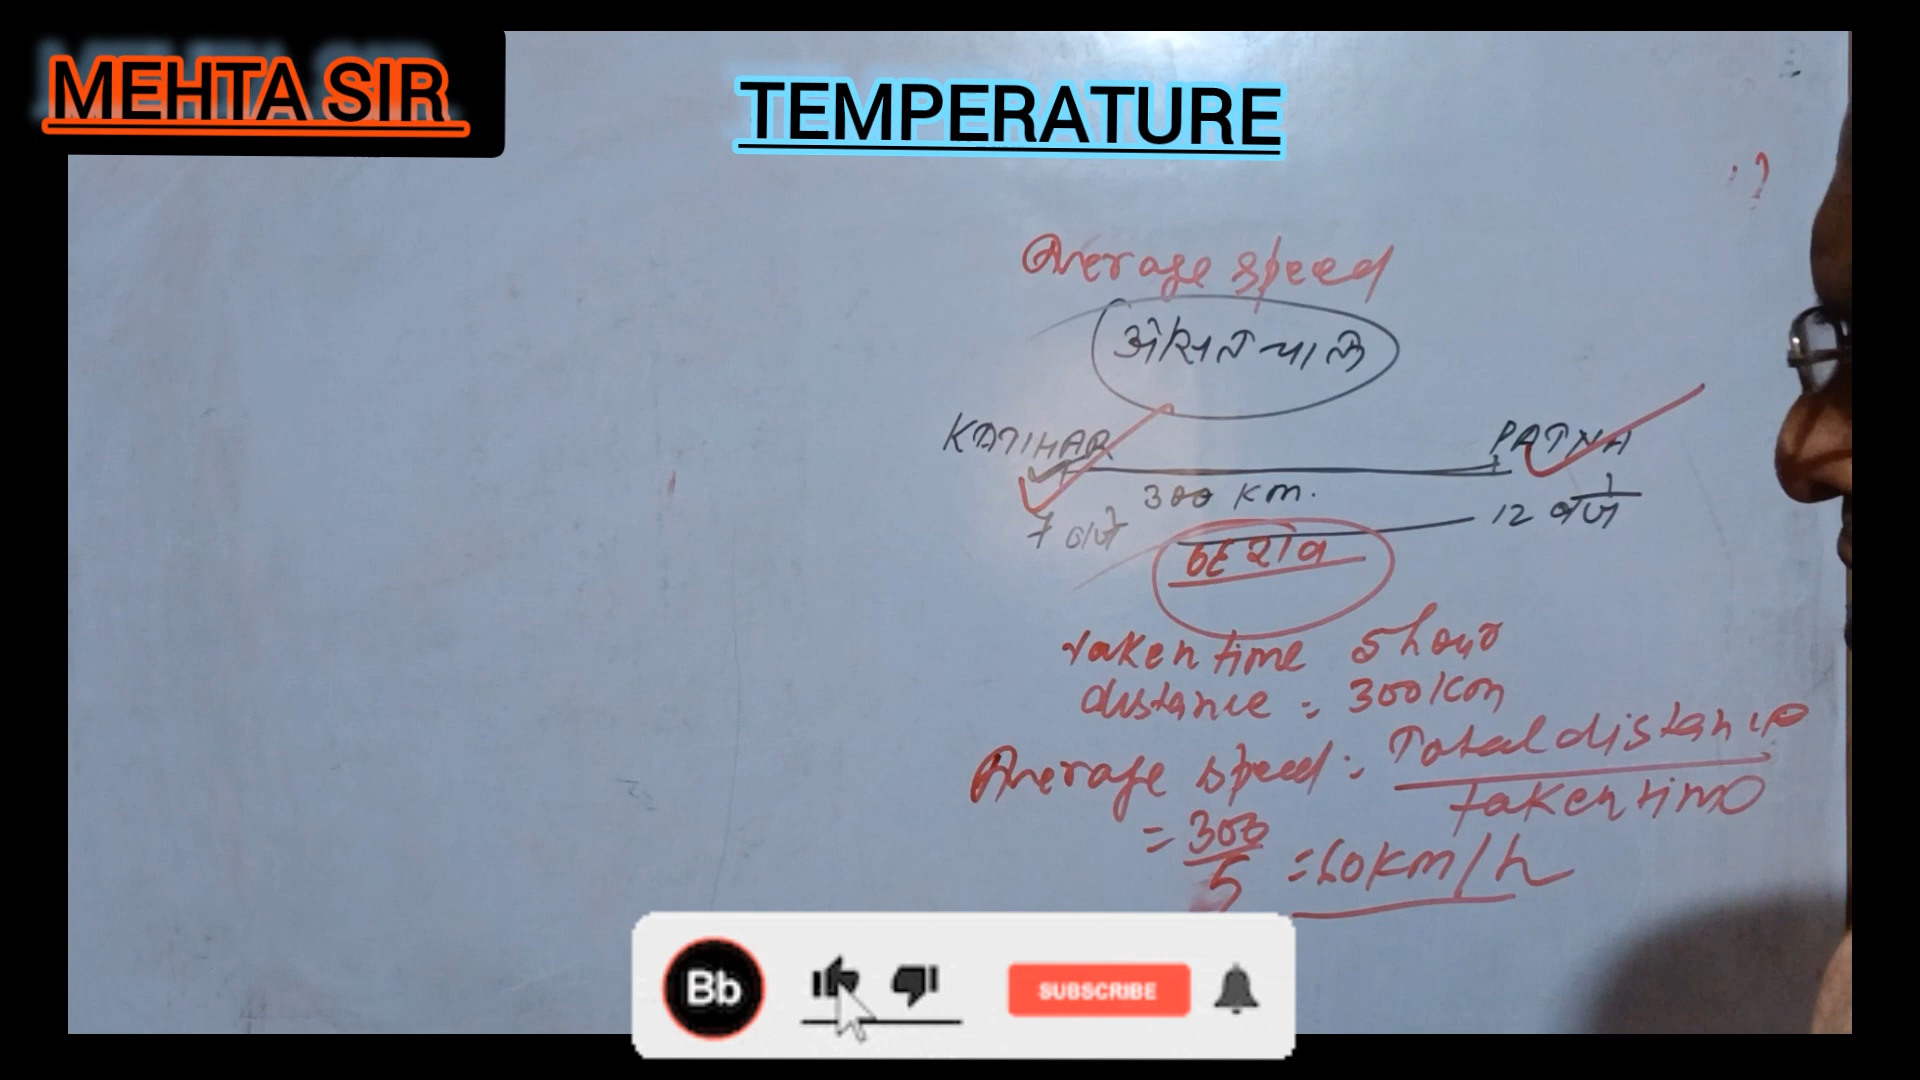 MEHTA SIR
TEMPERATURE
Average speed
औसत चाल
KATIHAR PATNA
300 Km.
7 बजे 12 बजे
ठहराव
taken time 5 hour
distance = 300 Km
Average speed = Total distance
Taken time
= 300
5 = 60 km/h
Bb SUBSCRIBE